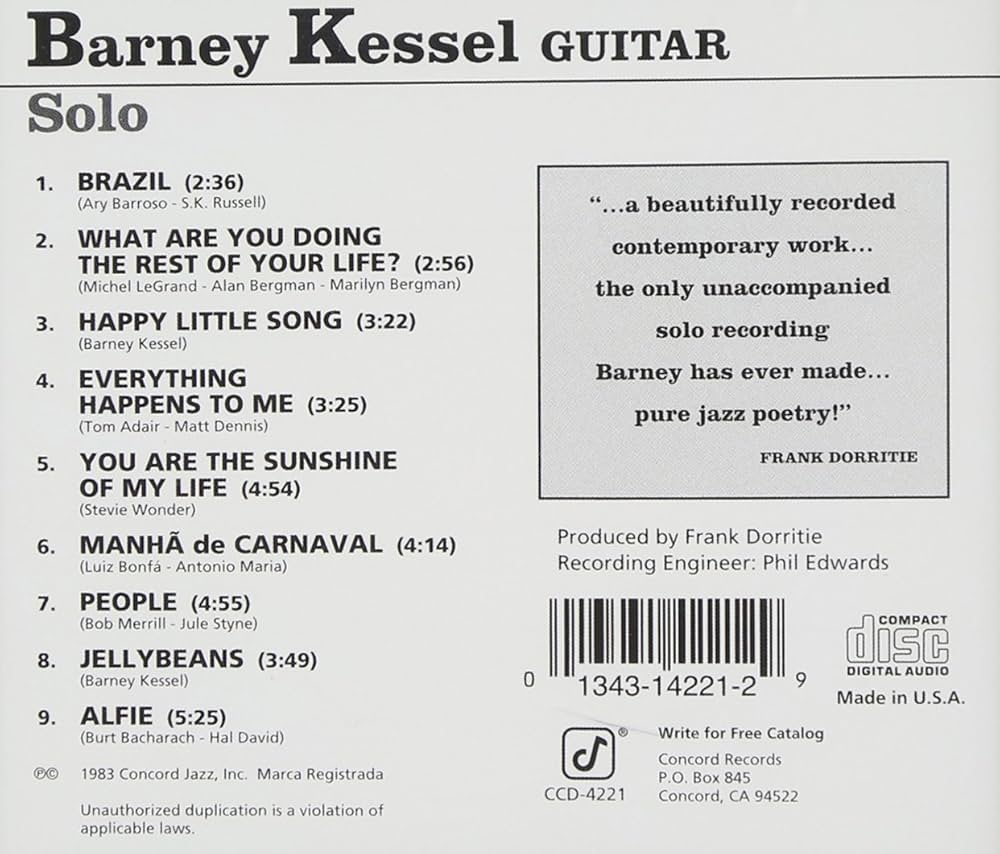 Barney Kessel GUITAR
Solo
1. BRAZIL (2:36)
(Ary Barroso - S.K. Russell)
2. WHAT ARE YOU DOING
THE REST OF YOUR LIFE? (2:56)
(Michel LeGrand - Alan Bergman - Marilyn Bergman)
3. HAPPY LITTLE SONG (3:22)
(Barney Kessel)
4. EVERYTHING
HAPPENS TO ME (3:25)
(Tom Adair - Matt Dennis)
5. YOU ARE THE SUNSHINE
OF MY LIFE (4:54)
(Stevie Wonder)
6. MANHÃ de CARNAVAL (4:14)
(Luiz Bonfá - Antonio Maria)
7. PEOPLE (4:55)
(Bob Merrill - Jule Styne)
8. JELLYBEANS (3:49)
(Barney Kessel)
9. ALFIE (5:25)
(Burt Bacharach - Hal David)
℗© 1983 Concord Jazz, Inc. Marca Registrada
Unauthorized duplication is a violation of
applicable laws.
“...a beautifully recorded
contemporary work...
the only unaccompanied
solo recording
Barney has ever made...
pure jazz poetry!”
FRANK DORRITIE
Produced by Frank Dorritie
Recording Engineer: Phil Edwards
0 1343-14221-2 9
COMPACT
disc
DIGITAL AUDIO
Made in U.S.A.
®
CCD-4221
Write for Free Catalog
Concord Records
P.O. Box 845
Concord, CA 94522